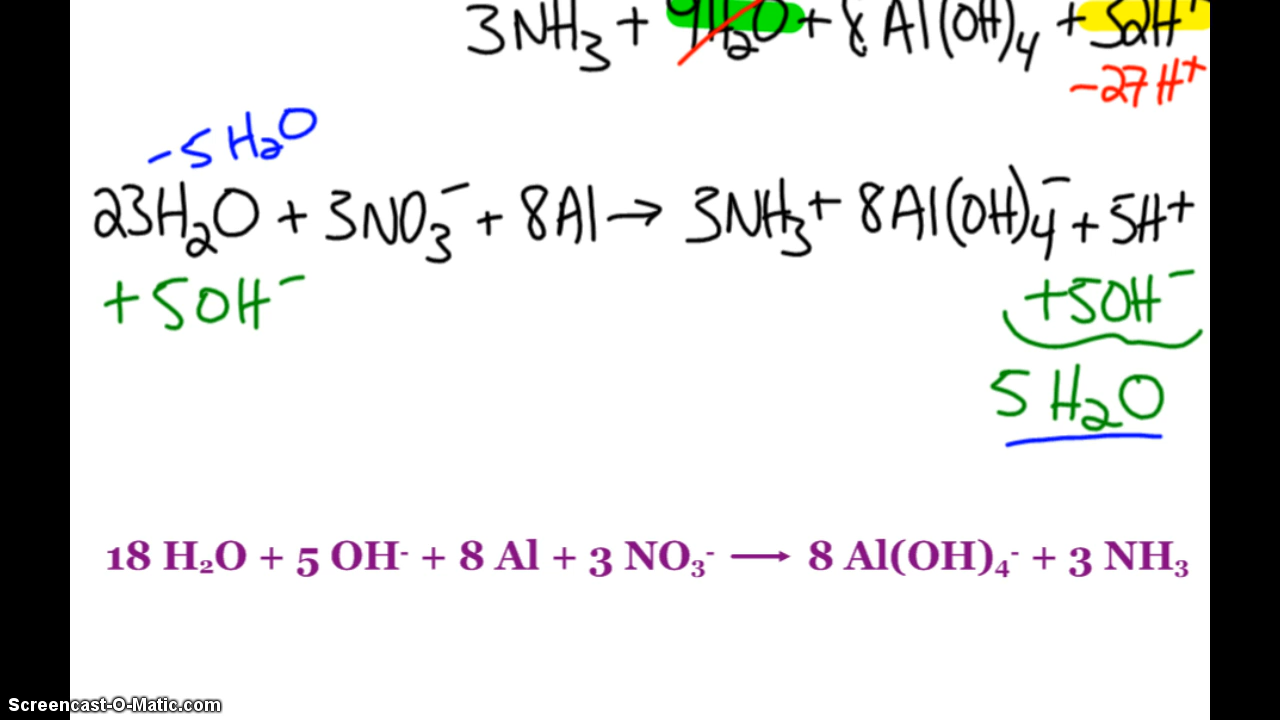 3NH₃ + 9H₂O + 8Al(OH)₄ + 32H⁺
-27H⁺
-5H₂O
23H₂O + 3NO₃⁻ + 8Al → 3NH₃ + 8Al(OH)₄⁻ + 5H⁺
+5OH⁻ +5OH⁻
5H₂O
18 H₂O + 5 OH⁻ + 8 Al + 3 NO₃⁻ ⟶ 8 Al(OH)₄⁻ + 3 NH₃
Screencast-O-Matic.com